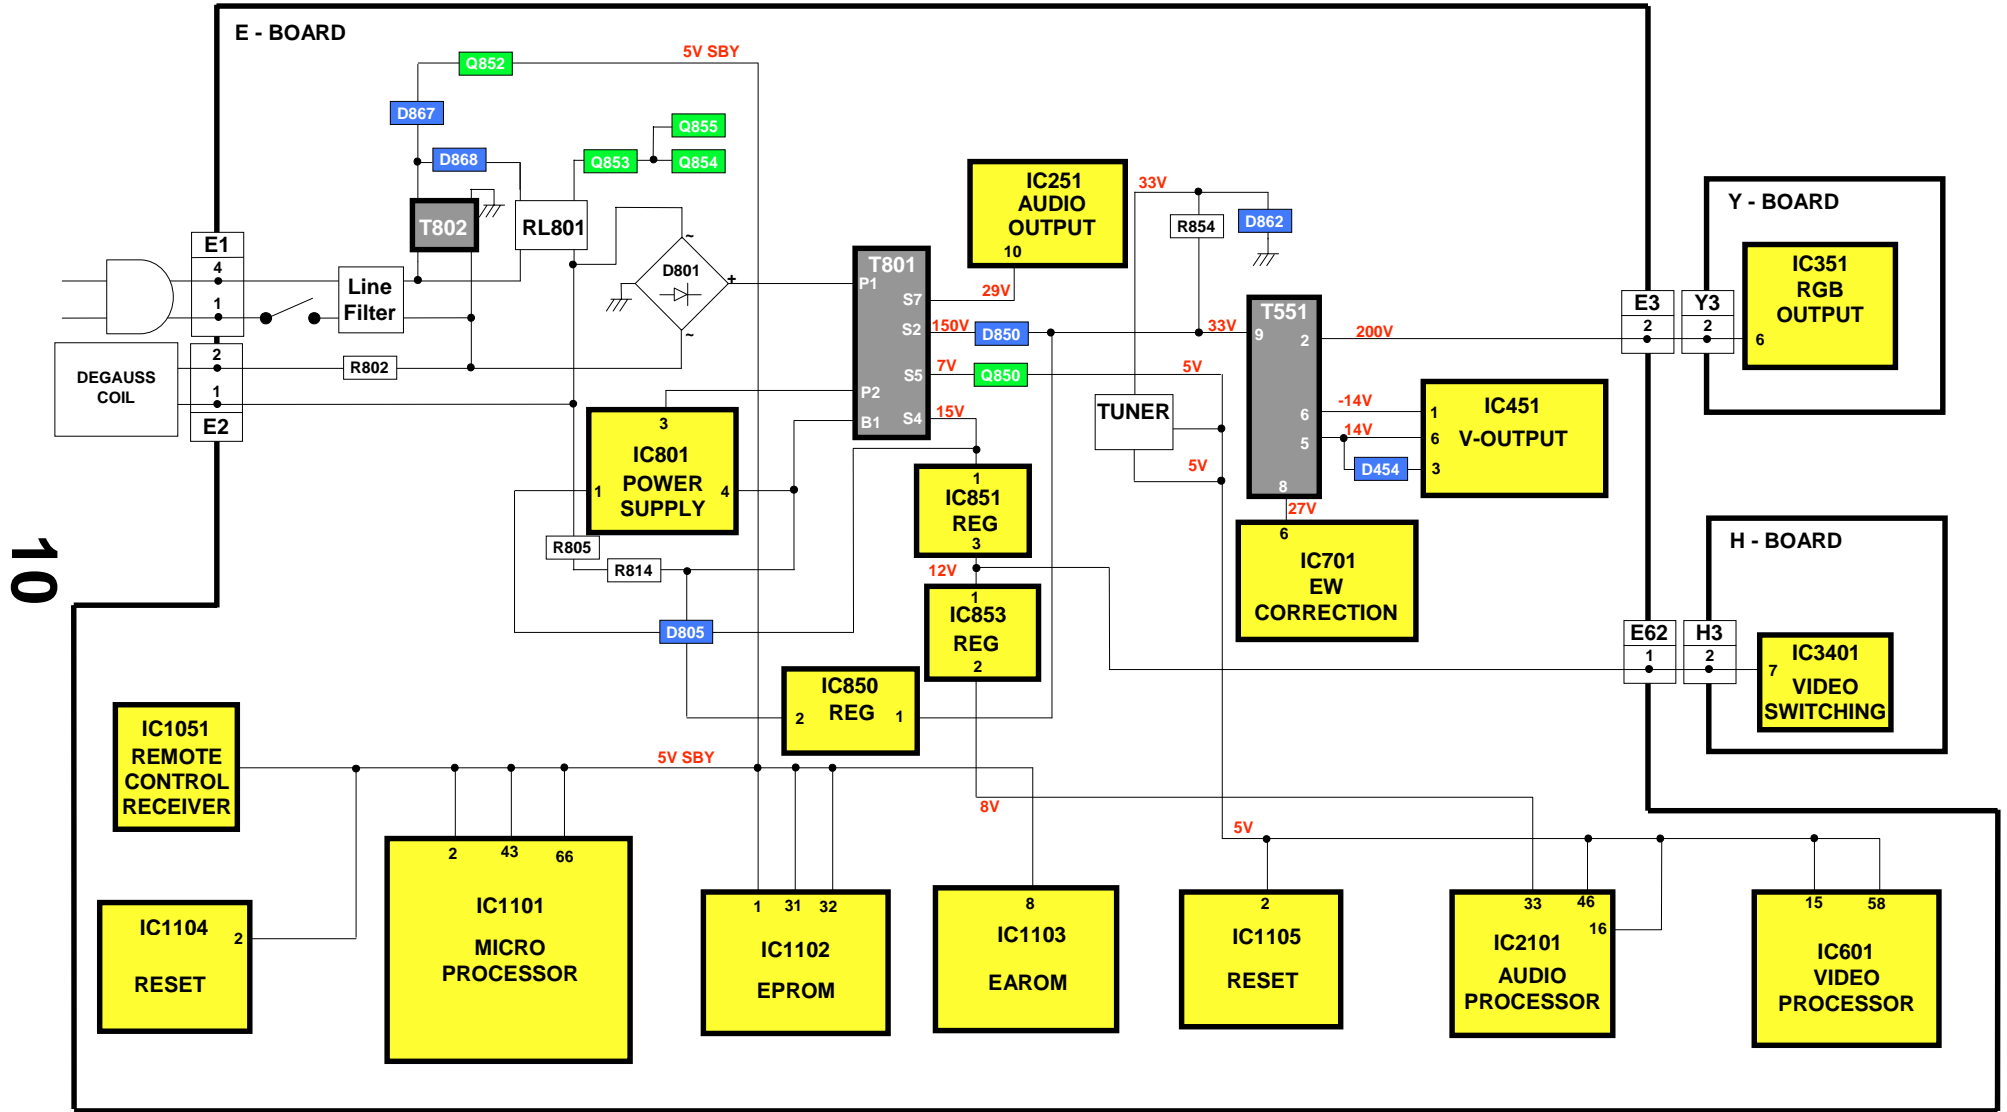 E - BOARD
Q852
5V SBY
D867
Q855
D868
Q853
Q854
T802
RL801
E1
4
1
Line
Filter
D801
~
~
+
2
1
E2
DEGAUSS
COIL
R802
T801
P1
S7
S2
S5
P2
S4
B1
IC251
AUDIO
OUTPUT
10
29V
150V
D850
7V
Q850
15V
33V
R854
D862
33V
5V
TUNER
5V
T551
9
2
6
5
8
200V
-14V
14V
D454
27V
IC451
V-OUTPUT
1
6
3
E3
2
Y3
2
Y - BOARD
IC351
RGB
OUTPUT
6
3
IC801
POWER
SUPPLY
1
4
R805
R814
D805
1
IC851
REG
3
12V
1
IC853
REG
2
6
IC701
EW
CORRECTION
H - BOARD
E62
1
H3
2
IC3401
7
VIDEO
SWITCHING
IC850
REG
2
1
10
IC1051
REMOTE
CONTROL
RECEIVER
5V SBY
8V
5V
IC1104
2
RESET
2
43
66
IC1101
MICRO
PROCESSOR
1
31
32
IC1102
EPROM
8
IC1103
EAROM
2
IC1105
RESET
33
46
16
IC2101
AUDIO
PROCESSOR
15
58
IC601
VIDEO
PROCESSOR